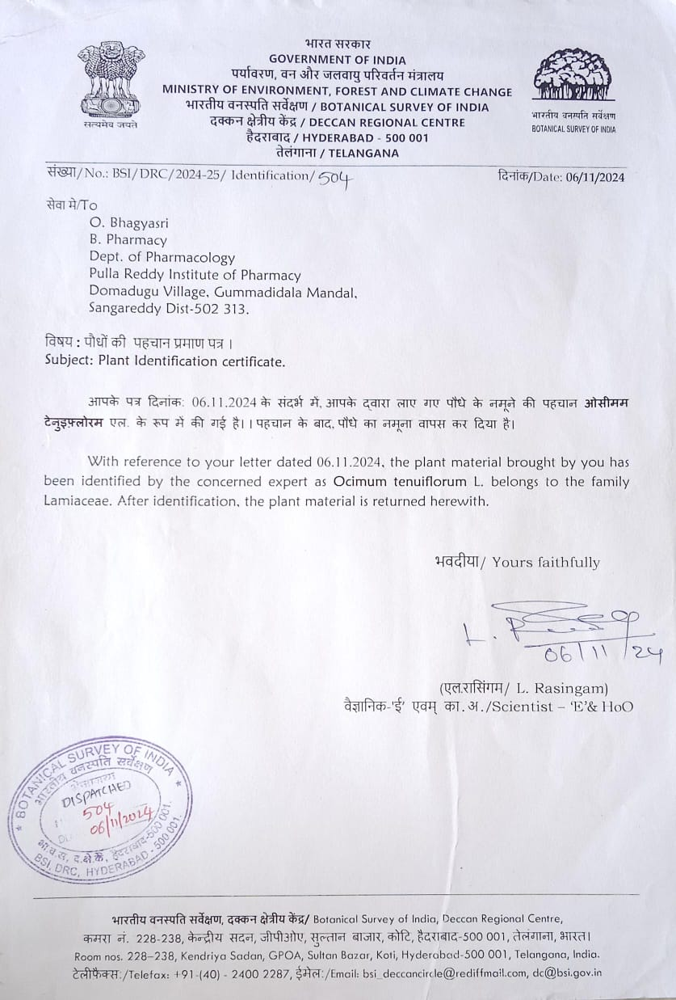 भारत सरकार
GOVERNMENT OF INDIA
पर्यावरण, वन और जलवायु परिवर्तन मंत्रालय
MINISTRY OF ENVIRONMENT, FOREST AND CLIMATE CHANGE
भारतीय वनस्पति सर्वेक्षण / BOTANICAL SURVEY OF INDIA
दक्कन क्षेत्रीय केंद्र / DECCAN REGIONAL CENTRE
हैदराबाद / HYDERABAD - 500 001
तेलंगाना / TELANGANA
सत्यमेव जयते
भारतीय वनस्पति सर्वेक्षण
BOTANICAL SURVEY OF INDIA
संख्या/No.: BSI/DRC/2024-25/ Identification/504
दिनांक/Date: 06/11/2024
सेवा मे/To
O. Bhagyasri
B. Pharmacy
Dept. of Pharmacology
Pulla Reddy Institute of Pharmacy
Domadugu Village, Gummadidala Mandal,
Sangareddy Dist-502 313.
विषय : पौधों की पहचान प्रमाण पत्र ।
Subject: Plant Identification certificate.
आपके पत्र दिनांक: 06.11.2024 के संदर्भ में, आपके द्वारा लाए गए पौधे के नमूने की पहचान ओसीमम
टेनुइफ़्लोरम एल. के रूप में की गई है। । पहचान के बाद, पौधे का नमूना वापस कर दिया है।
With reference to your letter dated 06.11.2024, the plant material brought by you has
been identified by the concerned expert as Ocimum tenuiflorum L. belongs to the family
Lamiaceae. After identification, the plant material is returned herewith.
भवदीया/ Yours faithfully
06/11/24
(एल.रासिंगम/ L. Rasingam)
वैज्ञानिक-'ई' एवम् का.अ./Scientist – 'E'& HoO
BOTANICAL SURVEY OF INDIA
भारतीय वनस्पति सर्वेक्षण
DISPATCHED
504
06/11/2024
भा.व.स, द.क्षे.के, हैदराबाद-500 001.
BSI, DRC, HYDERABAD - 500 001.
भारतीय वनस्पति सर्वेक्षण, दक्कन क्षेत्रीय केंद्र/ Botanical Survey of India, Deccan Regional Centre,
कमरा नं. 228-238, केन्द्रीय सदन, जीपीओए, सुल्तान बाजार, कोटि, हैदराबाद-500 001, तेलंगाना, भारत।
Room nos. 228–238, Kendriya Sadan, GPOA, Sultan Bazar, Koti, Hyderabad-500 001, Telangana, India.
टेलीफ़ैक्स:/Telefax: +91-(40) - 2400 2287, ईमेल:/Email: bsi_deccancircle@rediffmail.com, dc@bsi.gov.in